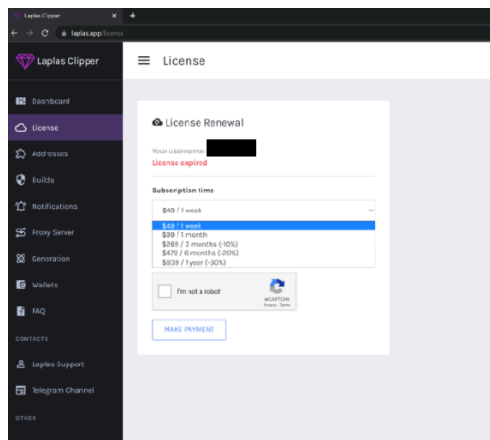 Laplas Clipper
laplas.app/license
Laplas Clipper
License
Dashboard
License
Addresses
Builds
Notifications
Proxy Server
Generation
Wallets
FAQ
CONTACTS
Laplas Support
Telegram Channel
OTHER
License Renewal
Your username:
License expired
Subscription time
$49 / 1 week
$49 / 1 week
$99 / 1 month
$269 / 3 months (-10%)
$479 / 6 months (-20%)
$839 / 1 year (-30%)
I'm not a robot
reCAPTCHA
Privacy - Terms
MAKE PAYMENT